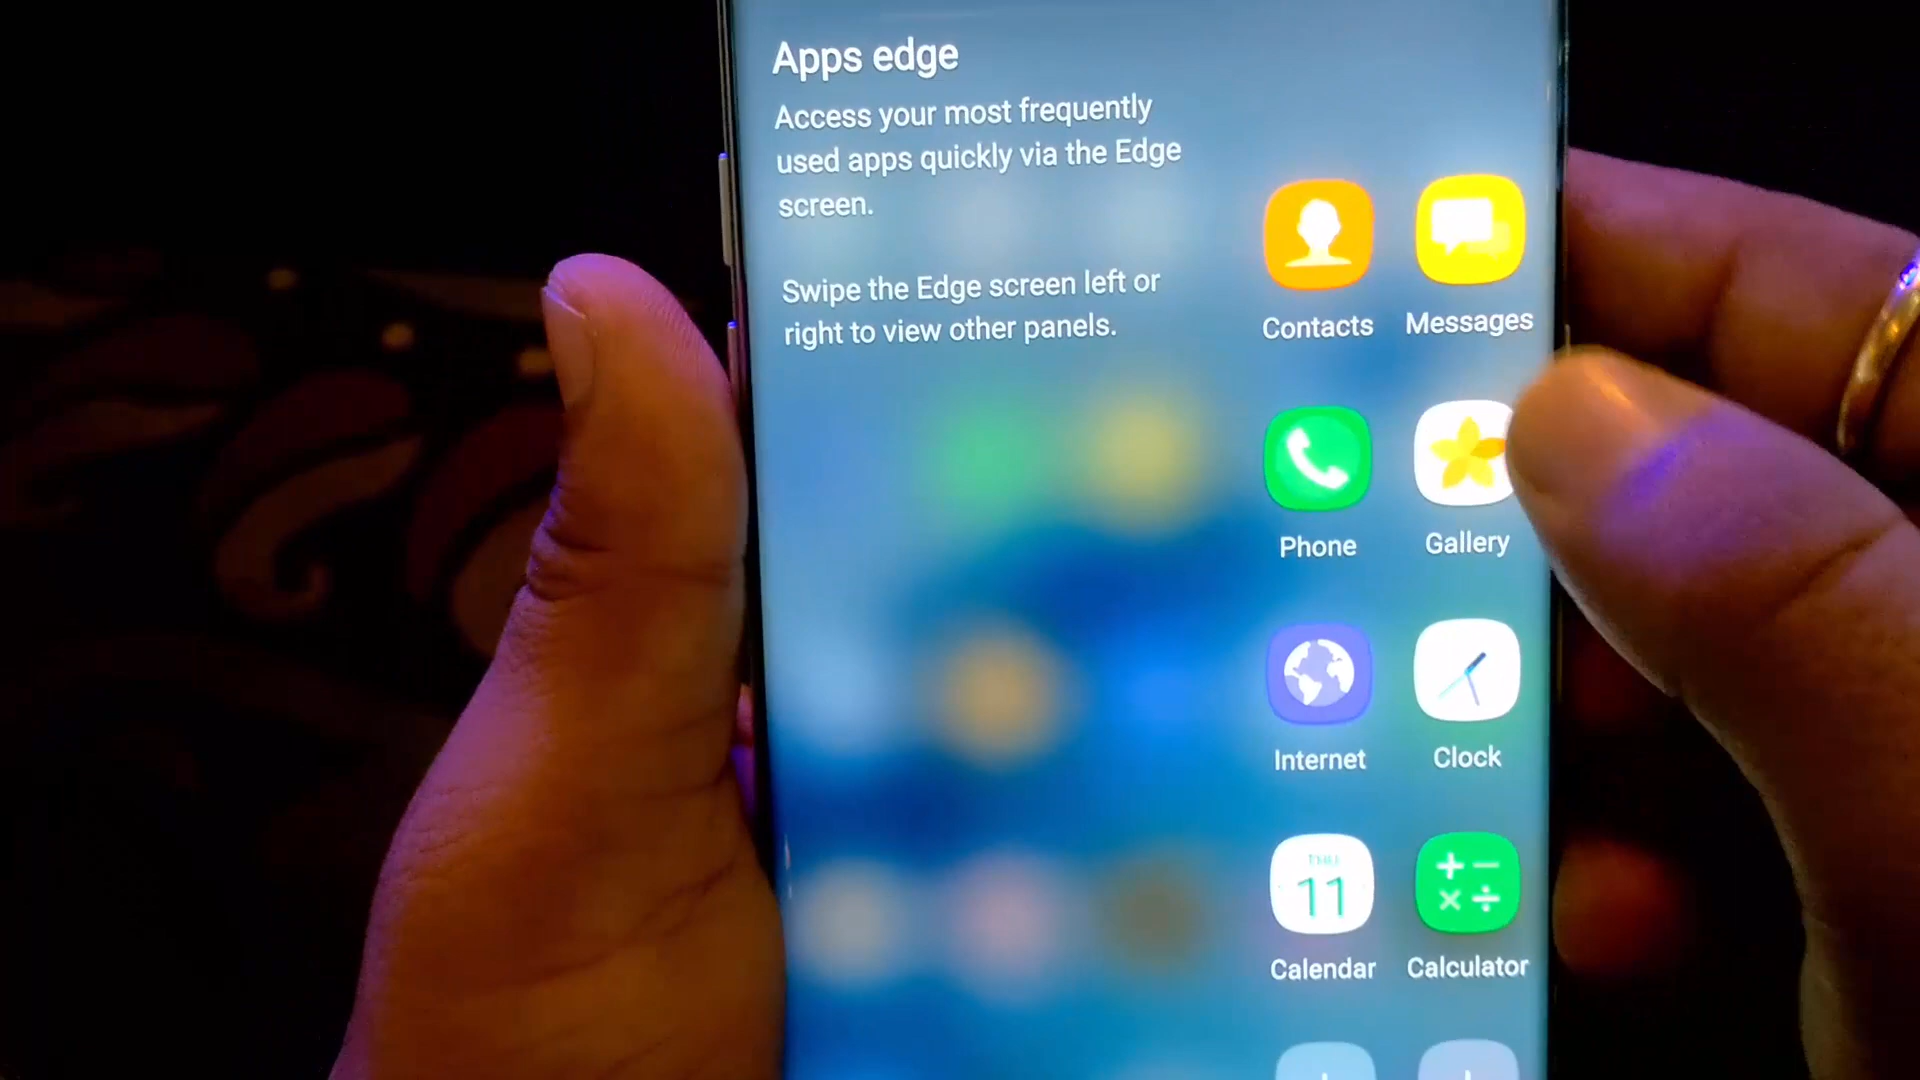 Apps edge
Access your most frequently
used apps quickly via the Edge
screen.
Swipe the Edge screen left or
right to view other panels.
Contacts
Messages
Phone
Gallery
Internet
Clock
THU
11
Calendar
Calculator